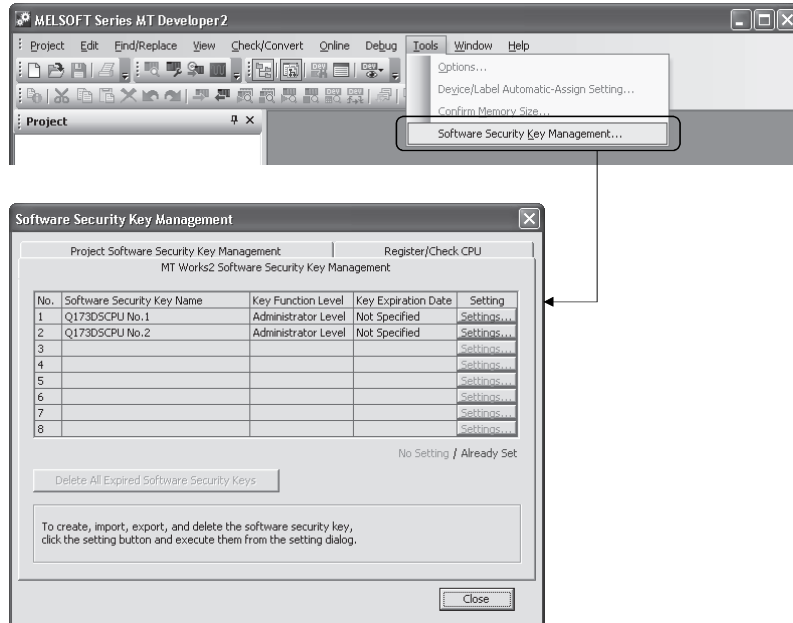 MELSOFT Series MT Developer2
Project Edit Find/Replace View Check/Convert Online Debug Tools Window Help
Options...
Device/Label Automatic-Assign Setting...
Confirm Memory Size...
Software Security Key Management...
Project
Software Security Key Management
Project Software Security Key Management Register/Check CPU
MT Works2 Software Security Key Management
No. Software Security Key Name Key Function Level Key Expiration Date Setting
1 Q173DSCPU No.1 Administrator Level Not Specified Settings...
2 Q173DSCPU No.2 Administrator Level Not Specified Settings...
3 Settings...
4 Settings...
5 Settings...
6 Settings...
7 Settings...
8 Settings...
No Setting / Already Set
Delete All Expired Software Security Keys
To create, import, export, and delete the software security key,
click the setting button and execute them from the setting dialog.
Close